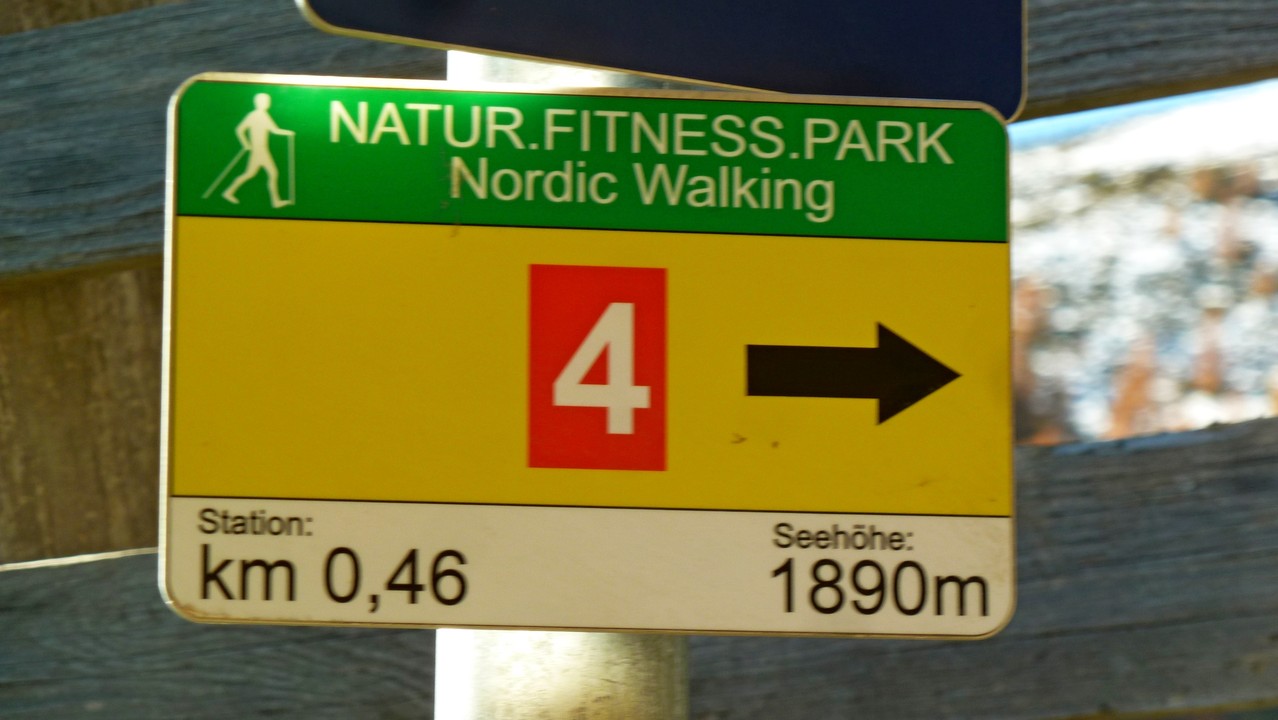 NATUR.FITNESS.PARK
Nordic Walking
4
Station:
km 0,46
Seehöhe:
1890m